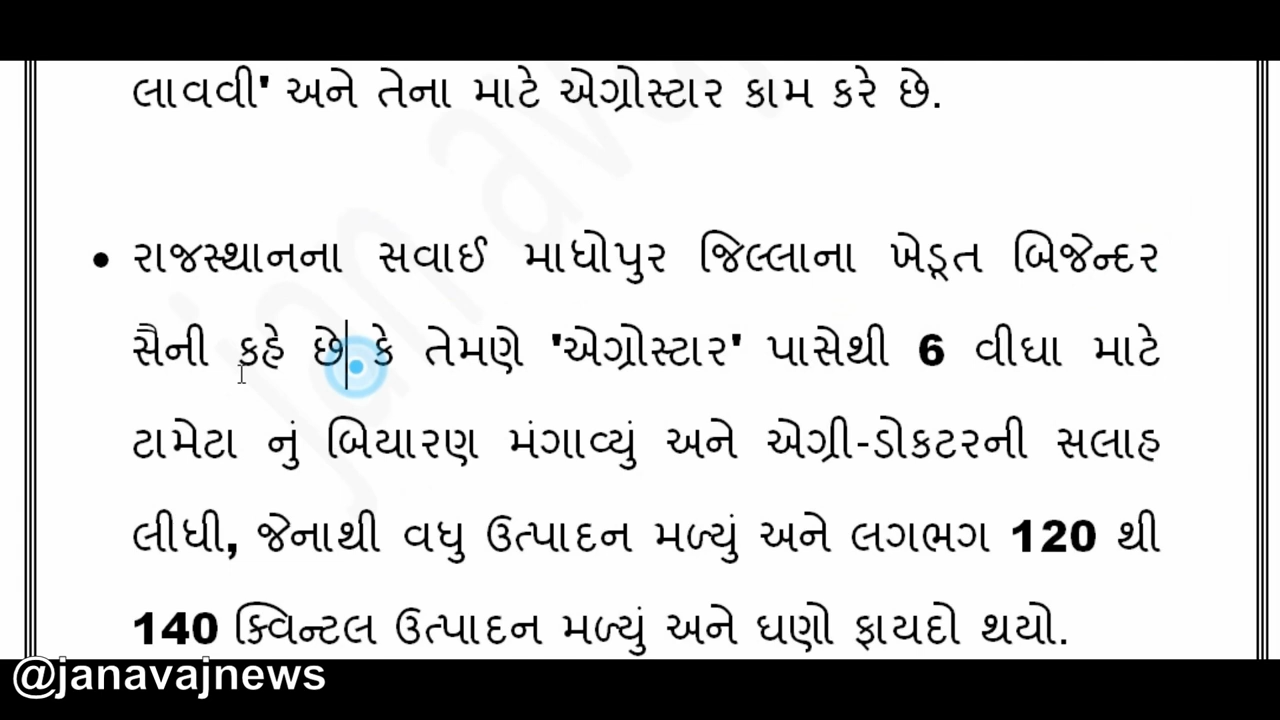 લાવવી' અને તેના માટે એગ્રોસ્ટાર કામ કરે છે.
• રાજસ્થાનના સવાઈ માધોપુર જિલ્લાના ખેડૂત બિજેન્દર
સૈની કહે છે કે તેમણે 'એગ્રોસ્ટાર' પાસેથી 6 વીઘા માટે
ટામેટા નું બિયારણ મંગાવ્યું અને એગ્રી-ડોકટરની સલાહ
લીધી, જેનાથી વધુ ઉત્પાદન મળ્યું અને લગભગ 120 થી
140 ક્વિન્ટલ ઉત્પાદન મળ્યું અને ઘણો ફાયદો થયો.
@janavajnews